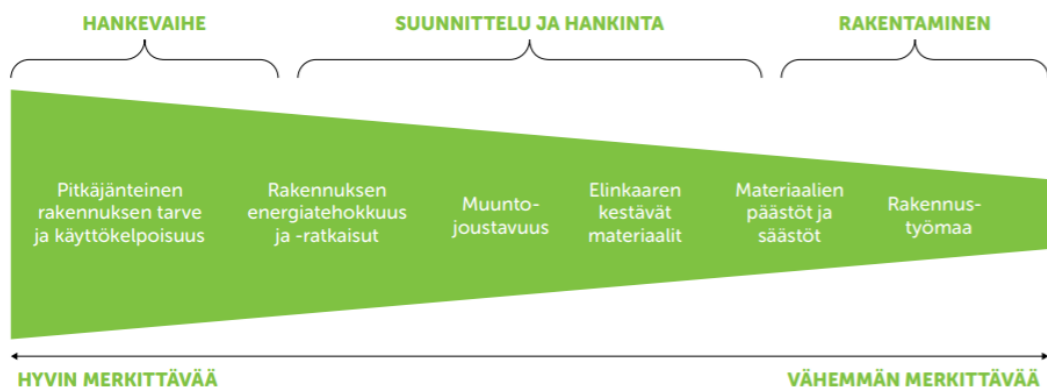 HANKEVAIHE
SUUNNITTELU JA HANKINTA
RAKENTAMINEN
Pitkäjänteinen
rakennuksen tarve
ja käyttökelpoisuus
Rakennuksen
energiatehokkuus
ja -ratkaisut
Muunto-
joustavuus
Elinkaaren
kestävät
materiaalit
Materiaalien
päästöt ja
säästöt
Rakennus-
työmaa
HYVIN MERKITTÄVÄÄ
VÄHEMMÄN MERKITTÄVÄÄ